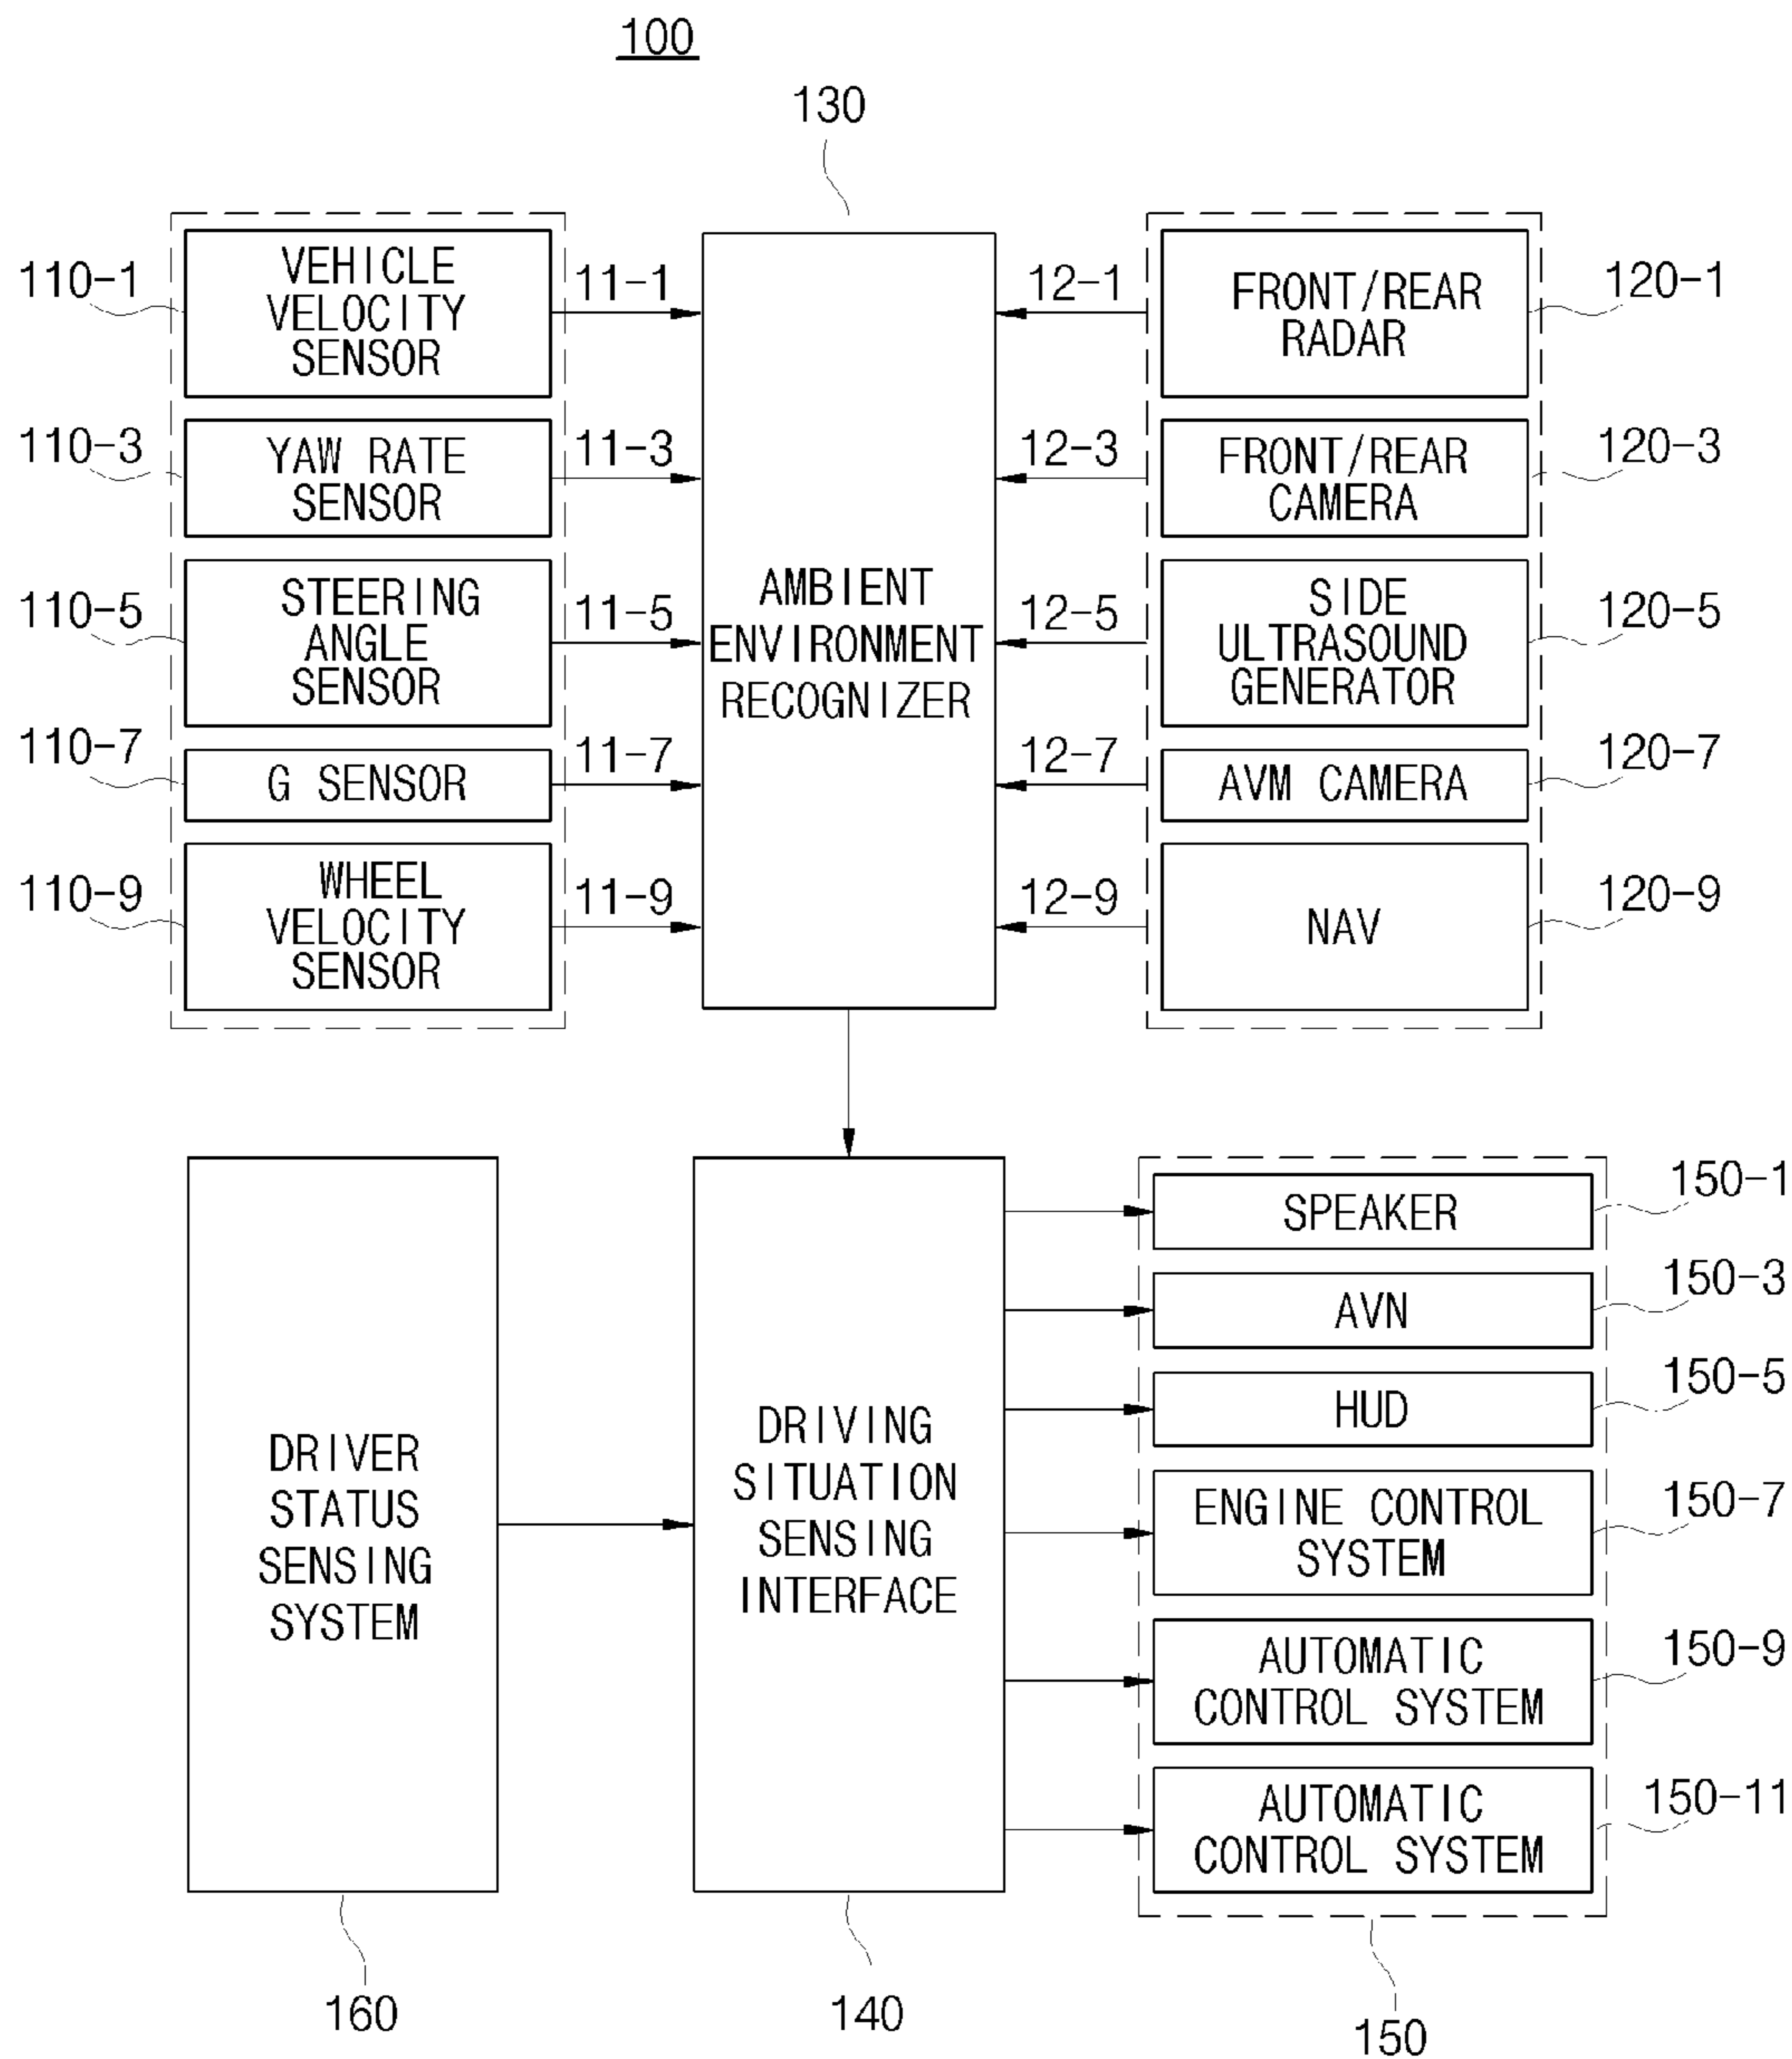 100
130
110-1
VEHICLE
VELOCITY
SENSOR
11-1
12-1
FRONT/REAR
RADAR
120-1
110-3
YAW RATE
SENSOR
11-3
12-3
FRONT/REAR
CAMERA
120-3
110-5
STEERING
ANGLE
SENSOR
11-5
AMBIENT
ENVIRONMENT
RECOGNIZER
12-5
SIDE
ULTRASOUND
GENERATOR
120-5
110-7
G SENSOR
11-7
12-7
AVM CAMERA
120-7
110-9
WHEEL
VELOCITY
SENSOR
11-9
12-9
NAV
120-9
DRIVER
STATUS
SENSING
SYSTEM
DRIVING
SITUATION
SENSING
INTERFACE
SPEAKER
150-1
AVN
150-3
HUD
150-5
ENGINE CONTROL
SYSTEM
150-7
AUTOMATIC
CONTROL SYSTEM
150-9
AUTOMATIC
CONTROL SYSTEM
150-11
160
140
150